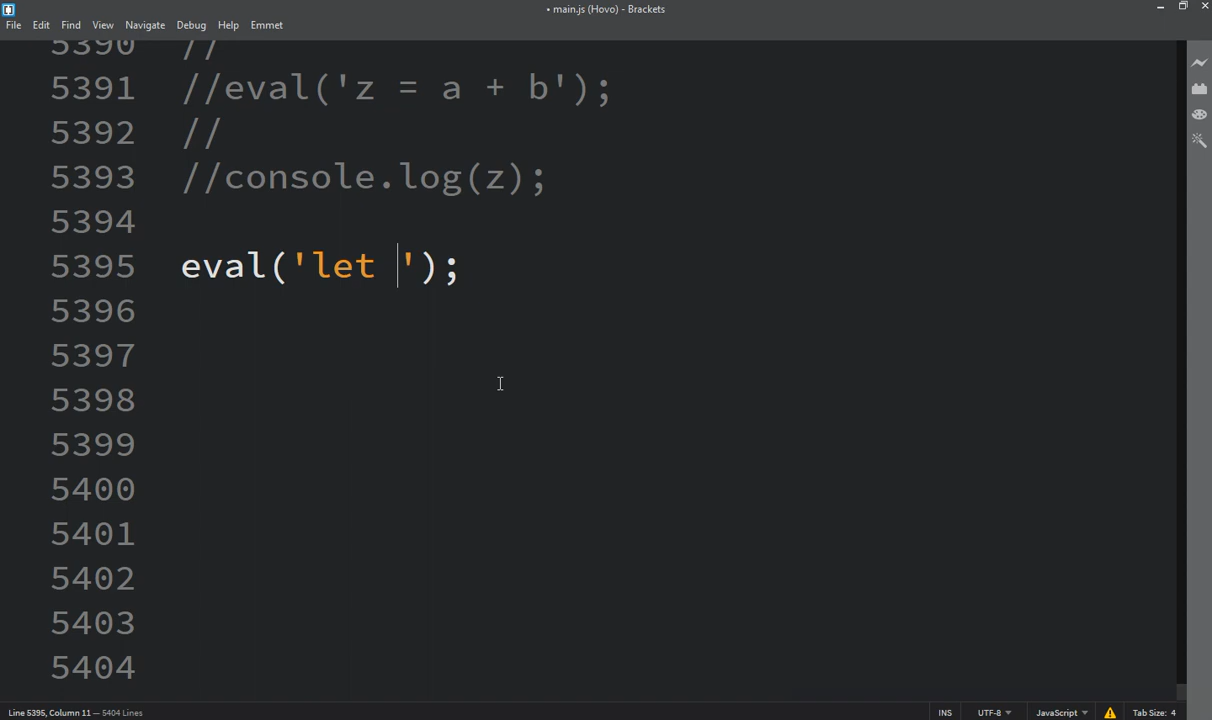 • main.js (Hovo) - Brackets
File Edit Find View Navigate Debug Help Emmet
5390 //
5391 //eval('z = a + b');
5392 //
5393 //console.log(z);
5394
5395 eval('let ');
5396
5397
5398
5399
5400
5401
5402
5403
5404
Line 5395, Column 11 — 5404 Lines INS UTF-8 JavaScript Tab Size: 4